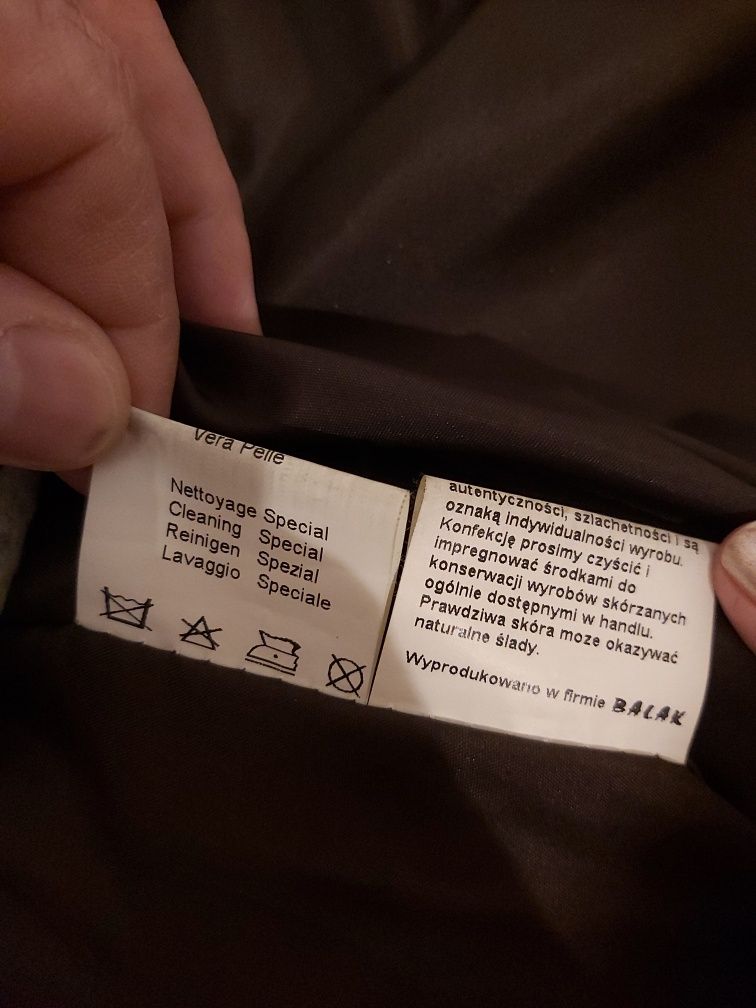 Vera Pelle
Nettoyage Special
Cleaning Special
Reinigen Spezial
Lavaggio Speciale
autentyczności, szlachetności i są
oznaką indywidualności wyrobu.
Konfekcję prosimy czyścić i
impregnować środkami do
konserwacji wyrobów skórzanych
ogólnie dostępnymi w handlu.
Prawdziwa skóra moze okazywać
naturalne ślady.
Wyprodukowano w firmie BALAK